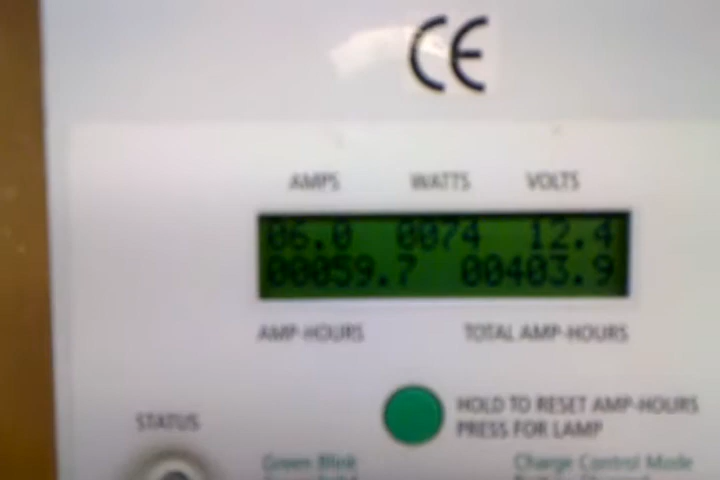 CE
AMPS WATTS VOLTS
06.0 0074 12.4
00059.7 00403.9
AMP-HOURS TOTAL AMP-HOURS
HOLD TO RESET AMP-HOURS
PRESS FOR LAMP
STATUS
Green Blink Charge Control Mode